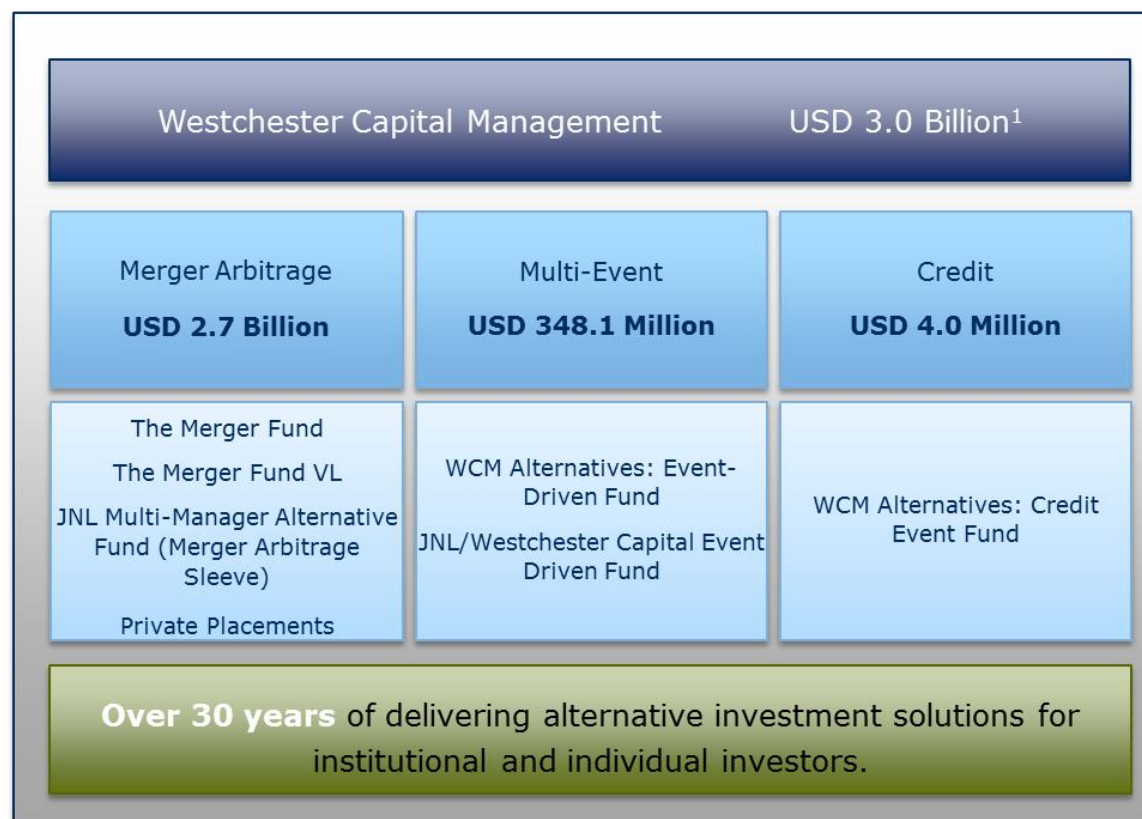 Westchester Capital Management USD 3.0 Billion¹
Merger Arbitrage
USD 2.7 Billion
Multi-Event
USD 348.1 Million
Credit
USD 4.0 Million
The Merger Fund
The Merger Fund VL
JNL Multi-Manager Alternative
Fund (Merger Arbitrage
Sleeve)
Private Placements
WCM Alternatives: Event-
Driven Fund
JNL/Westchester Capital Event
Driven Fund
WCM Alternatives: Credit
Event Fund
Over 30 years of delivering alternative investment solutions for
institutional and individual investors.